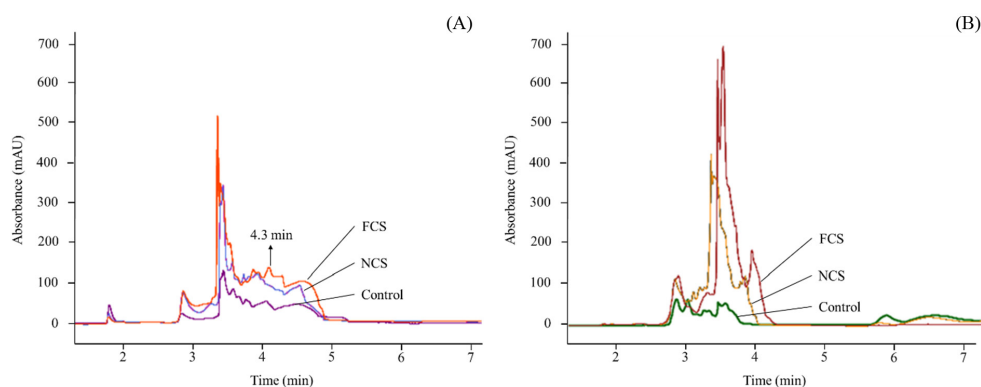 (A)
Absorbance (mAU)
700
600
500
400
300
200
100
0
4.3 min
FCS
NCS
Control
2 3 4 5 6 7
Time (min)
(B)
Absorbance (mAU)
700
600
500
400
300
200
100
0
FCS
NCS
Control
2 3 4 5 6 7
Time (min)